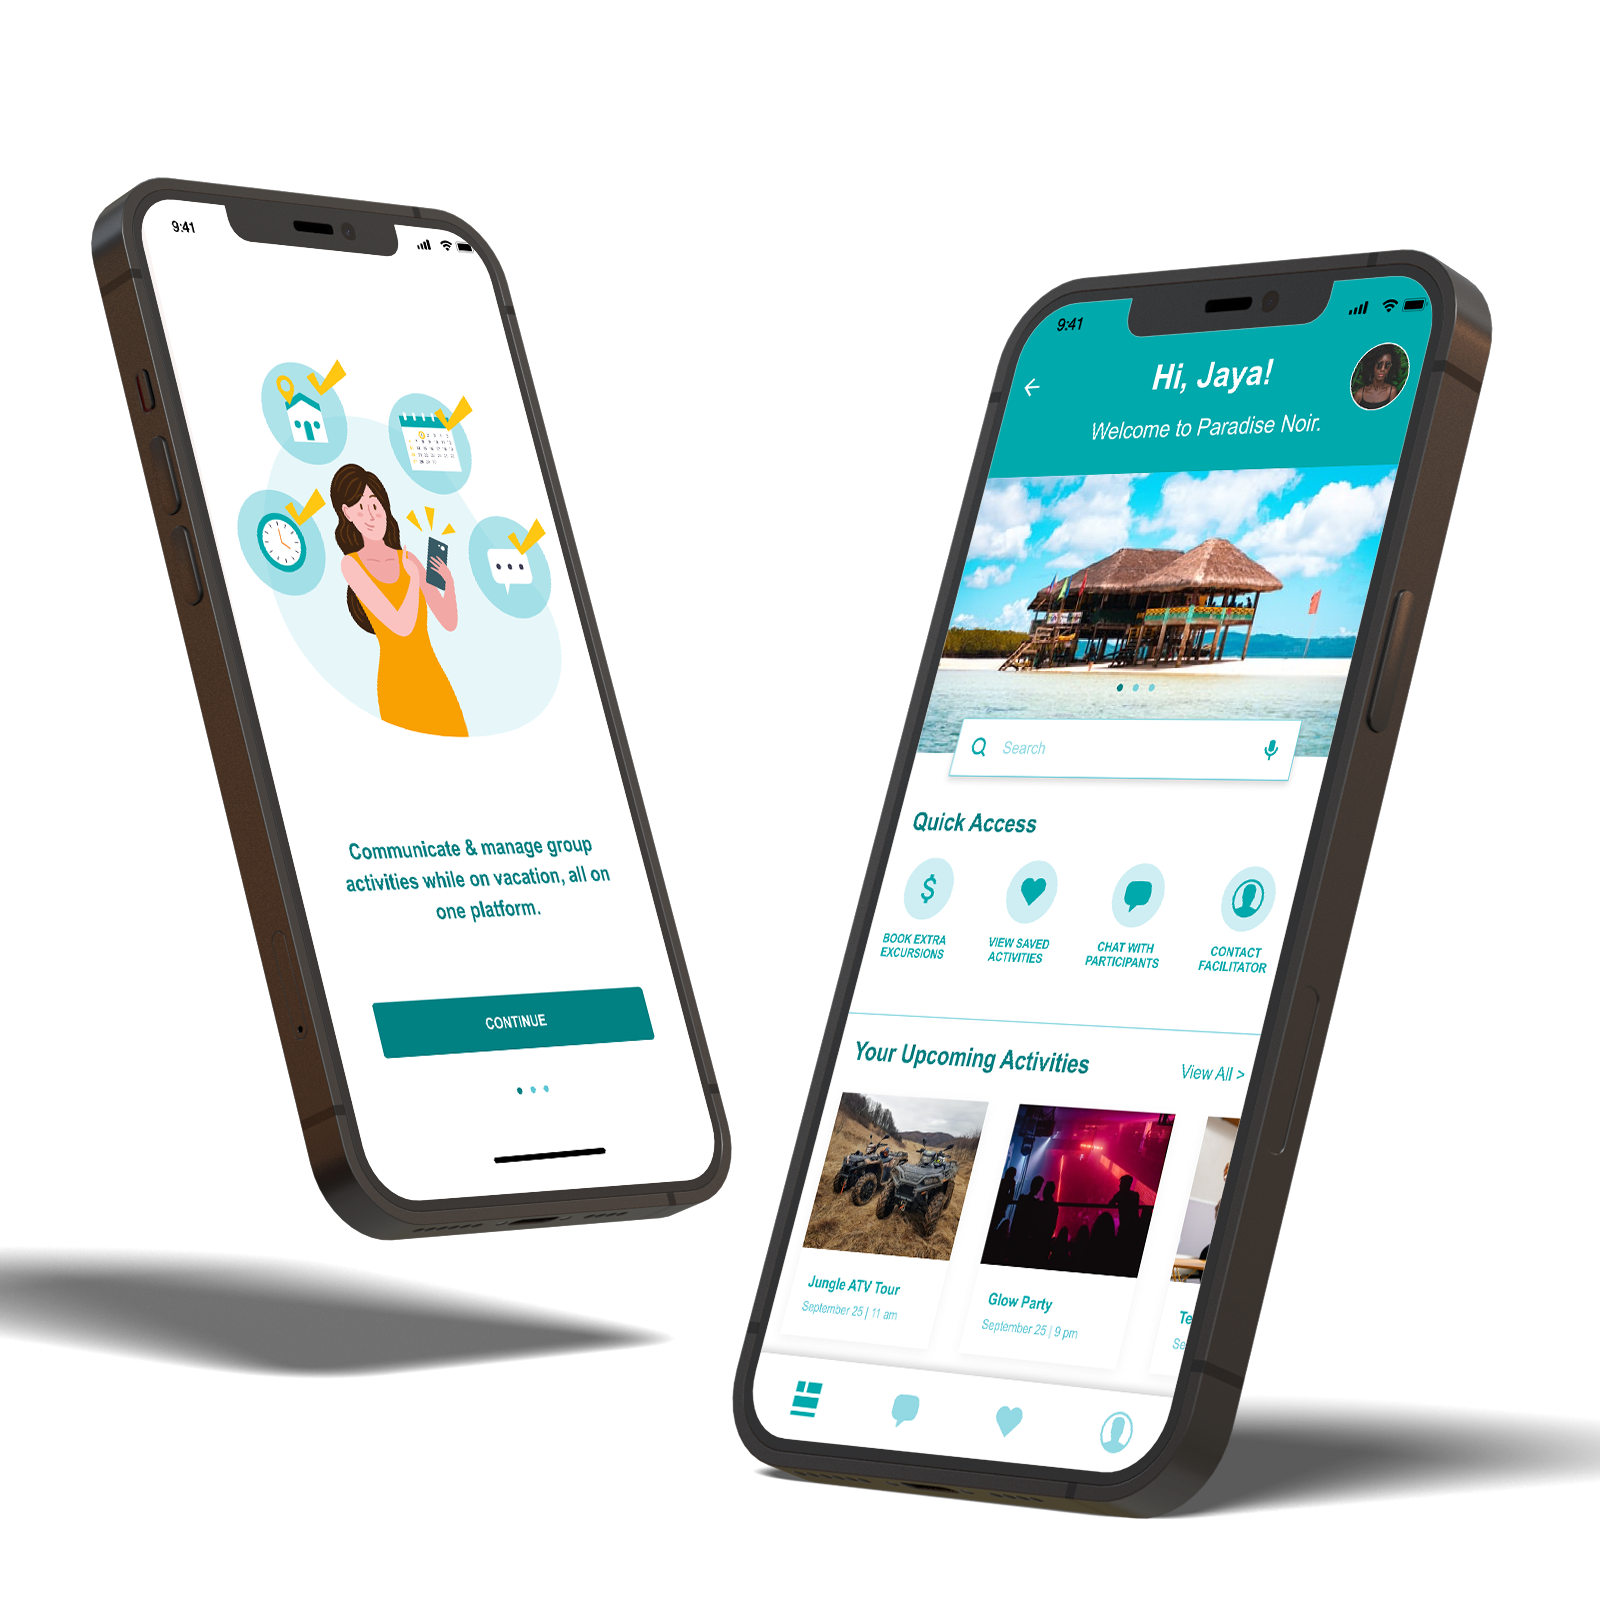 9:41
Communicate & manage group
activities while on vacation, all on
one platform.
CONTINUE
9:41
Hi, Jaya!
Welcome to Paradise Noir.
Search
Quick Access
BOOK EXTRA
EXCURSIONS
VIEW SAVED
ACTIVITIES
CHAT WITH
PARTICIPANTS
CONTACT
FACILITATOR
Your Upcoming Activities
View All >
Jungle ATV Tour
September 25 | 11 am
Glow Party
September 25 | 9 pm
Te
Se